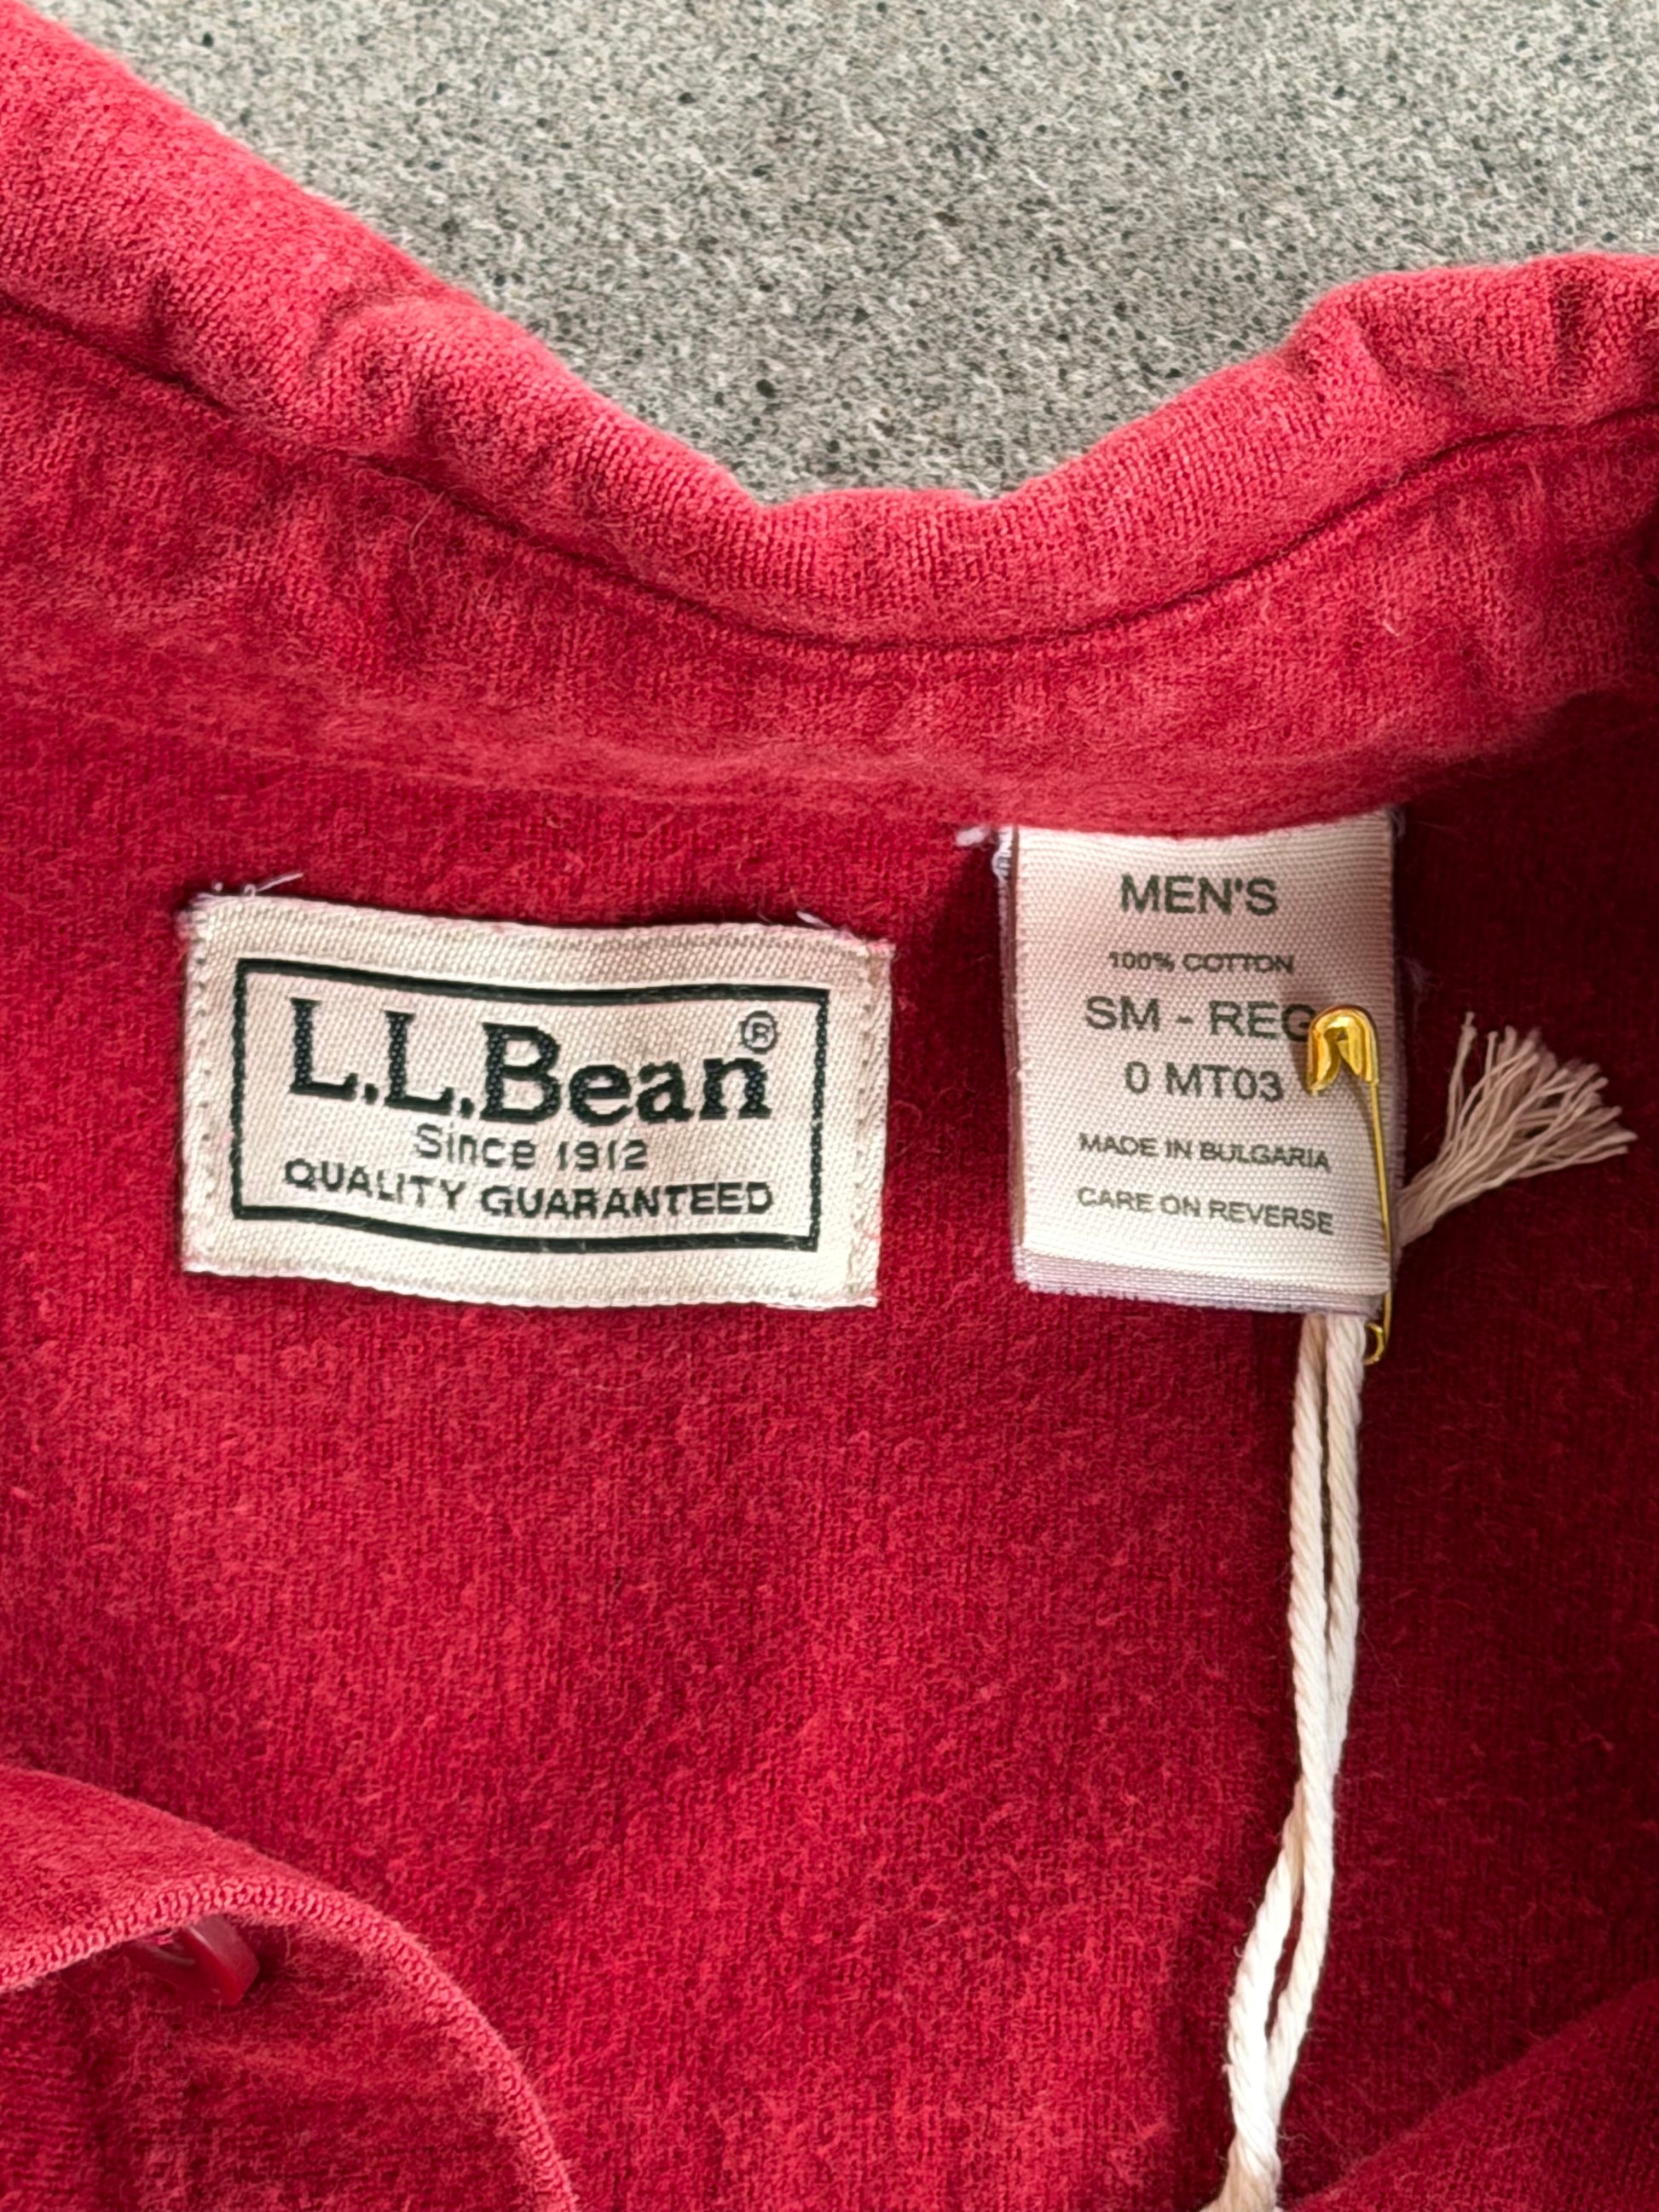 L.L.Bean®
Since 1912
QUALITY GUARANTEED
MEN'S
100% COTTON
SM - REG
0 MT03
MADE IN BULGARIA
CARE ON REVERSE